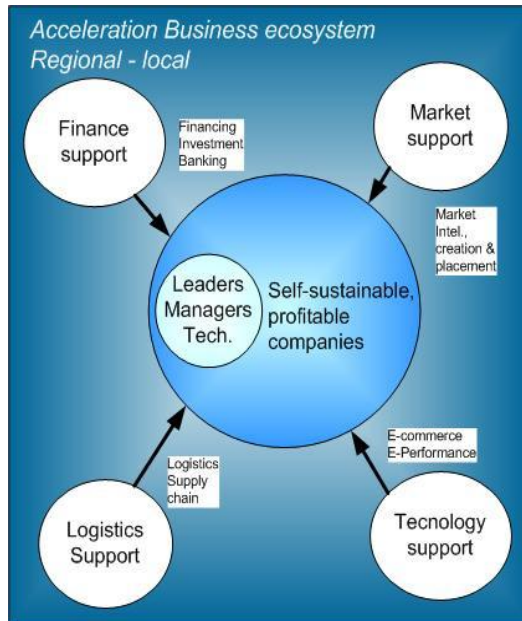 Acceleration Business ecosystem
Regional - local
Finance
support
Financing
Investment
Banking
Market
support
Market
Intel.,
creation &
placement
Leaders
Managers
Tech.
Self-sustainable,
profitable
companies
Logistics
Supply
chain
Logistics
Support
E-commerce
E-Performance
Tecnology
support